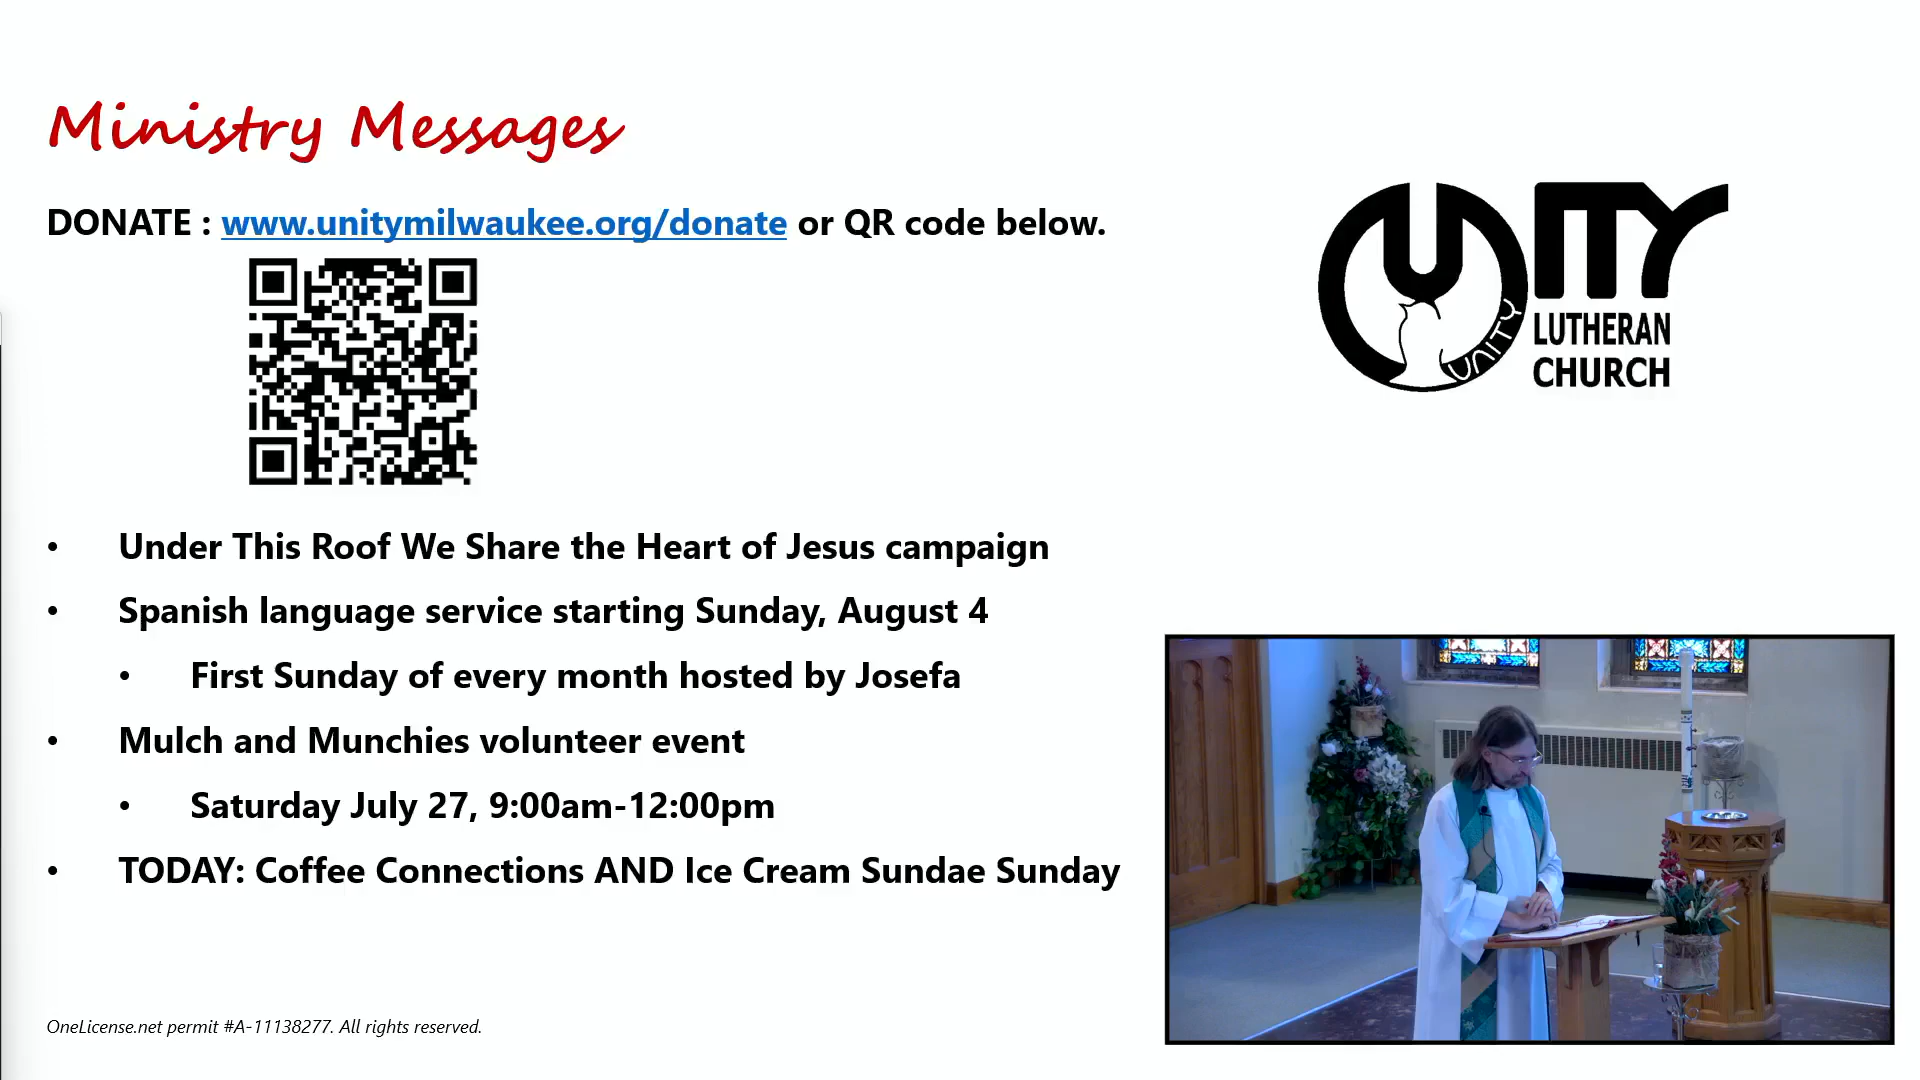 Ministry Messages
DONATE : www.unitymilwaukee.org/donate or QR code below.
UNITY
UNITY
LUTHERAN
CHURCH
• Under This Roof We Share the Heart of Jesus campaign
• Spanish language service starting Sunday, August 4
• First Sunday of every month hosted by Josefa
• Mulch and Munchies volunteer event
• Saturday July 27, 9:00am-12:00pm
• TODAY: Coffee Connections AND Ice Cream Sundae Sunday
OneLicense.net permit #A-11138277. All rights reserved.